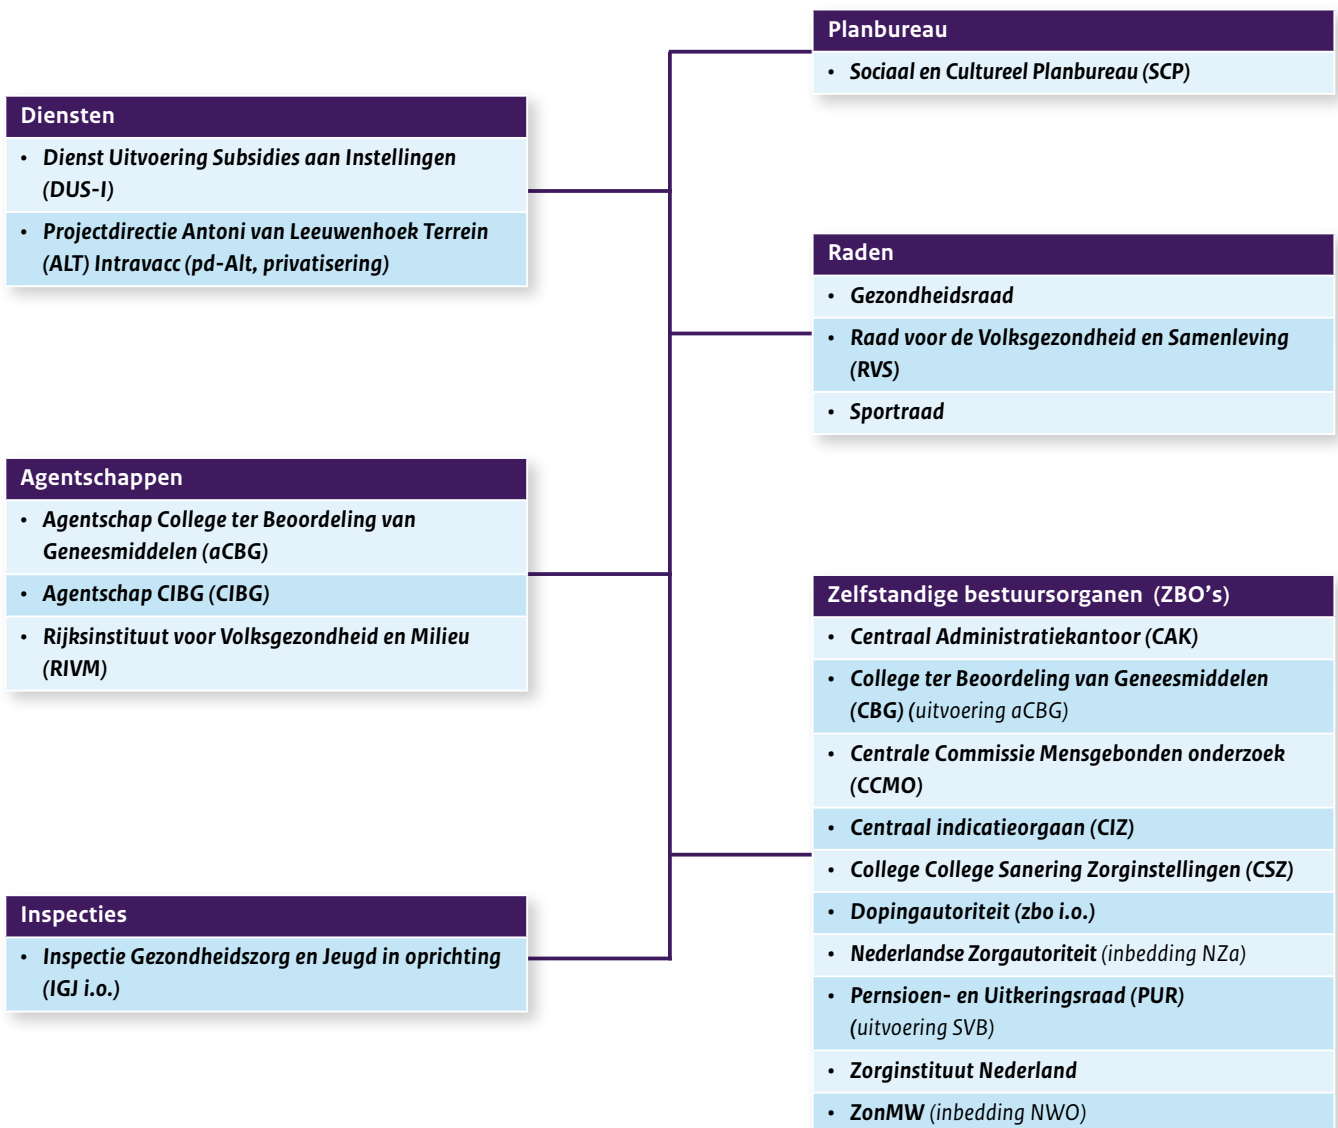 Diensten
• Dienst Uitvoering Subsidies aan Instellingen
(DUS-I)
• Projectdirectie Antoni van Leeuwenhoek Terrein
(ALT) Intravacc (pd-Alt, privatisering)
Agentschappen
• Agentschap College ter Beoordeling van
Geneesmiddelen (aCBG)
• Agentschap CIBG (CIBG)
• Rijksinstituut voor Volksgezondheid en Milieu
(RIVM)
Inspecties
• Inspectie Gezondheidszorg en Jeugd in oprichting
(IGJ i.o.)
Planbureau
• Sociaal en Cultureel Planbureau (SCP)
Raden
• Gezondheidsraad
• Raad voor de Volksgezondheid en Samenleving
(RVS)
• Sportraad
Zelfstandige bestuursorganen (ZBO's)
• Centraal Administratiekantoor (CAK)
• College ter Beoordeling van Geneesmiddelen
(CBG) (uitvoering aCBG)
• Centrale Commissie Mensgebonden onderzoek
(CCMO)
• Centraal indicatieorgaan (CIZ)
• College College Sanering Zorginstellingen (CSZ)
• Dopingautoriteit (zbo i.o.)
• Nederlandse Zorgautoriteit (inbedding NZa)
• Pernsioen- en Uitkeringsraad (PUR)
(uitvoering SVB)
• Zorginstituut Nederland
• ZonMW (inbedding NWO)